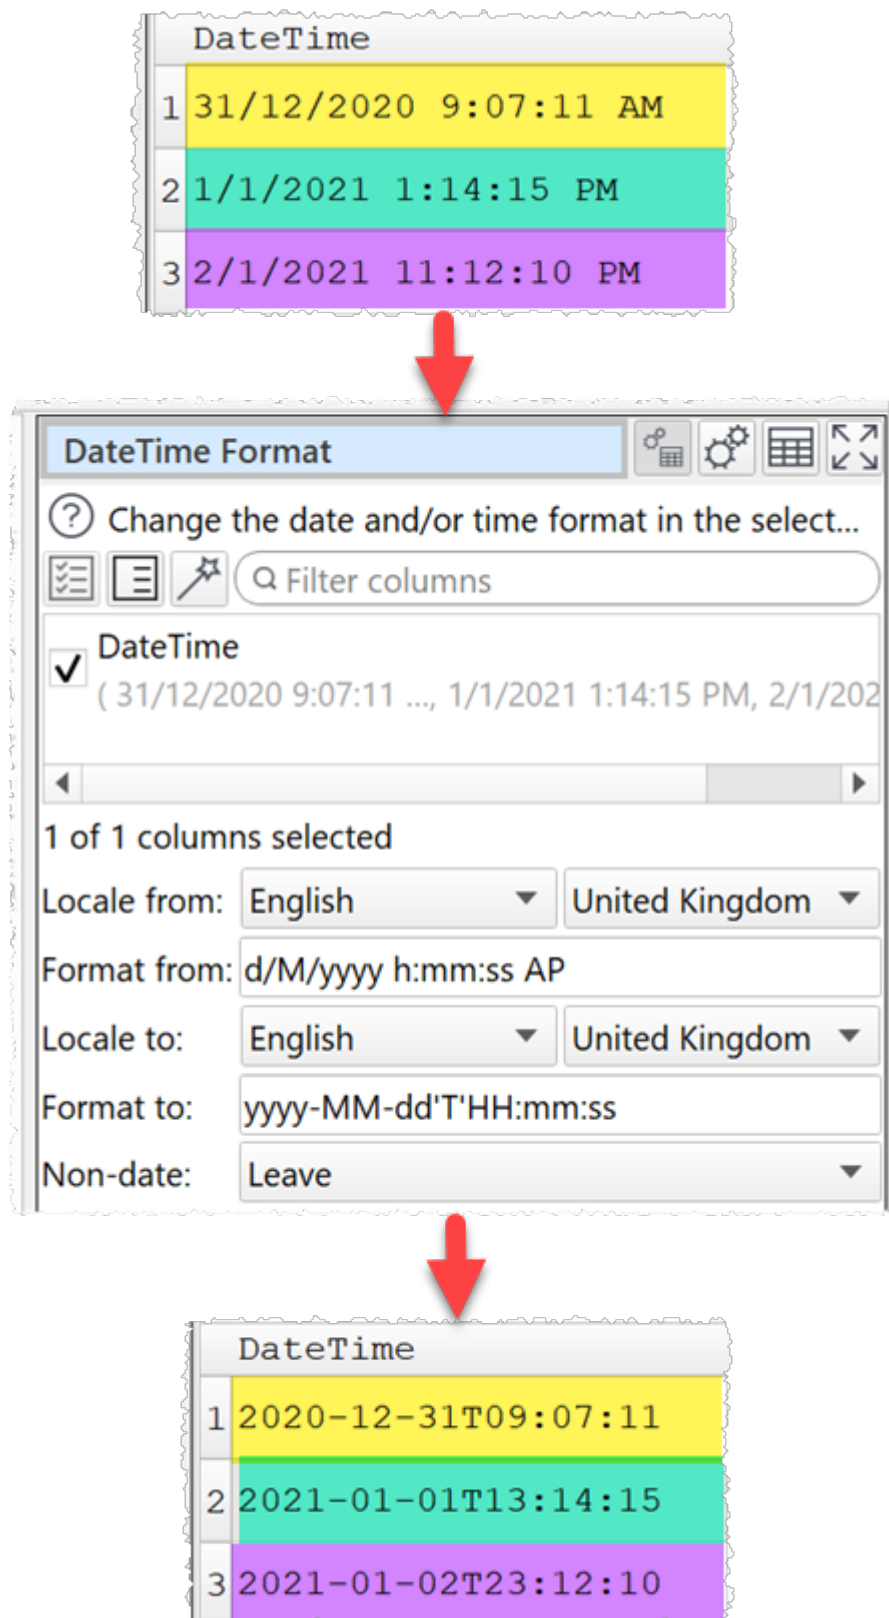 DateTime
1 31/12/2020 9:07:11 AM
2 1/1/2021 1:14:15 PM
3 2/1/2021 11:12:10 PM
DateTime Format
? Change the date and/or time format in the select...
Filter columns
DateTime
( 31/12/2020 9:07:11 ..., 1/1/2021 1:14:15 PM, 2/1/202
1 of 1 columns selected
Locale from: English United Kingdom
Format from: d/M/yyyy h:mm:ss AP
Locale to: English United Kingdom
Format to: yyyy-MM-dd'T'HH:mm:ss
Non-date: Leave
DateTime
1 2020-12-31T09:07:11
2 2021-01-01T13:14:15
3 2021-01-02T23:12:10